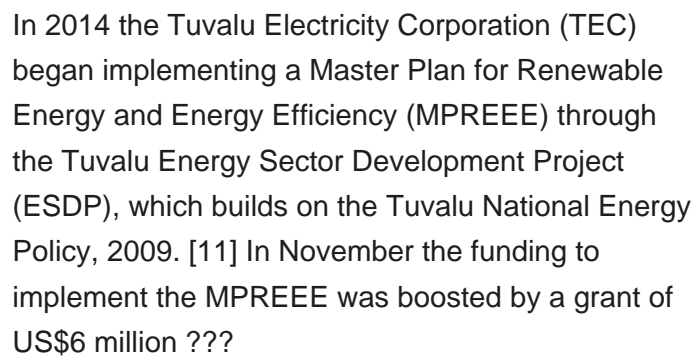 In 2014 the Tuvalu Electricity Corporation (TEC)
began implementing a Master Plan for Renewable
Energy and Energy Efficiency (MPREEE) through
the Tuvalu Energy Sector Development Project
(ESDP), which builds on the Tuvalu National Energy
Policy, 2009. [11] In November the funding to
implement the MPREEE was boosted by a grant of
US$6 million ???